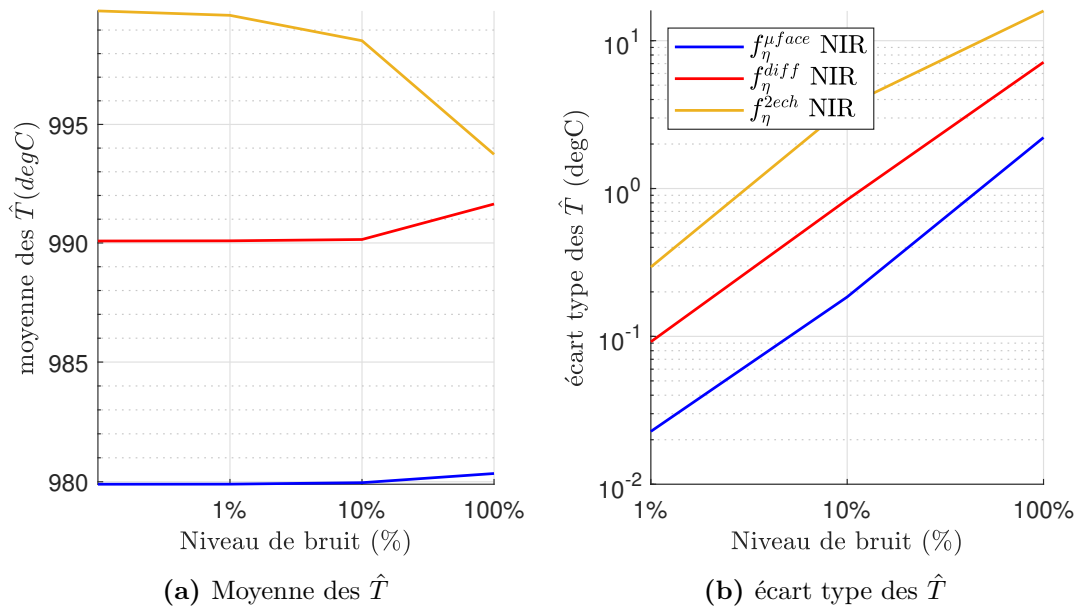 995
990
985
980
1%
10%
100%
moyenne des T̂(degC)
Niveau de bruit (%)
(a) Moyenne des T̂
10^1
10^0
10^-1
10^-2
1%
10%
100%
écart type des T̂ (degC)
Niveau de bruit (%)
f_η^{μface} NIR
f_η^{diff} NIR
f_η^{2ech} NIR
(b) écart type des T̂